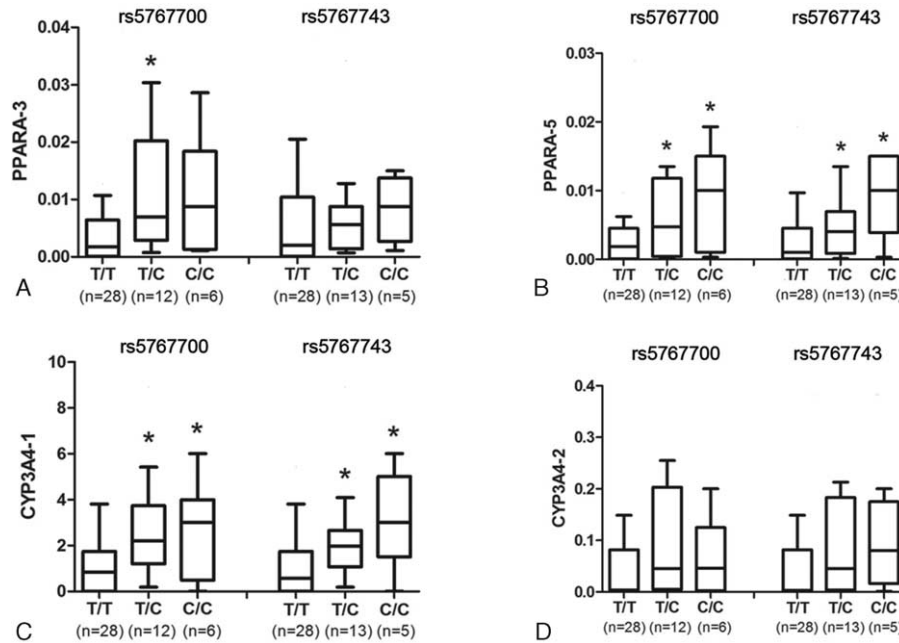 rs5767700 rs5767743
0.04
0.03
0.02
0.01
0.00
PPARA-3
*
T/T T/C C/C T/T T/C C/C
(n=28) (n=12) (n=6) (n=28) (n=13) (n=5)
A
rs5767700 rs5767743
0.03
0.02
0.01
0.00
PPARA-5
* * * *
T/T T/C C/C T/T T/C C/C
(n=28) (n=12) (n=6) (n=28) (n=13) (n=5)
B
rs5767700 rs5767743
10
8
6
4
2
0
CYP3A4-1
* * * *
T/T T/C C/C T/T T/C C/C
(n=28) (n=12) (n=6) (n=28) (n=13) (n=5)
C
rs5767700 rs5767743
0.4
0.3
0.2
0.1
0.0
CYP3A4-2
T/T T/C C/C T/T T/C C/C
(n=28) (n=12) (n=6) (n=28) (n=13) (n=5)
D